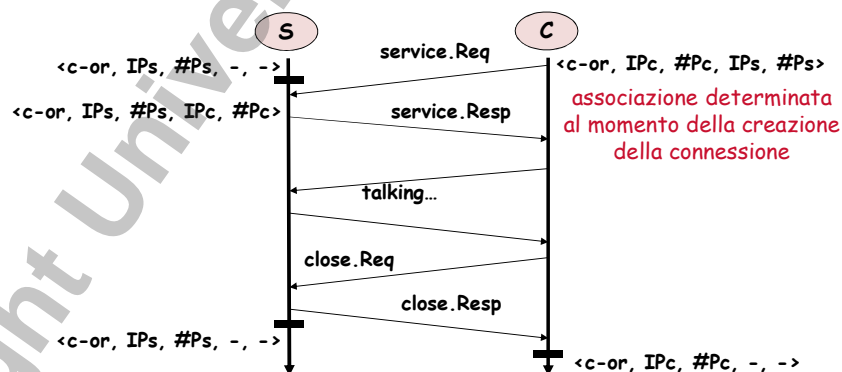 S
C
service.Req
<c-or, IPs, #Ps, -, ->
<c-or, IPc, #Pc, IPs, #Ps>
<c-or, IPs, #Ps, IPc, #Pc>
service.Resp
associazione determinata
al momento della creazione
della connessione
talking…
close.Req
close.Resp
<c-or, IPs, #Ps, -, ->
<c-or, IPc, #Pc, -, ->